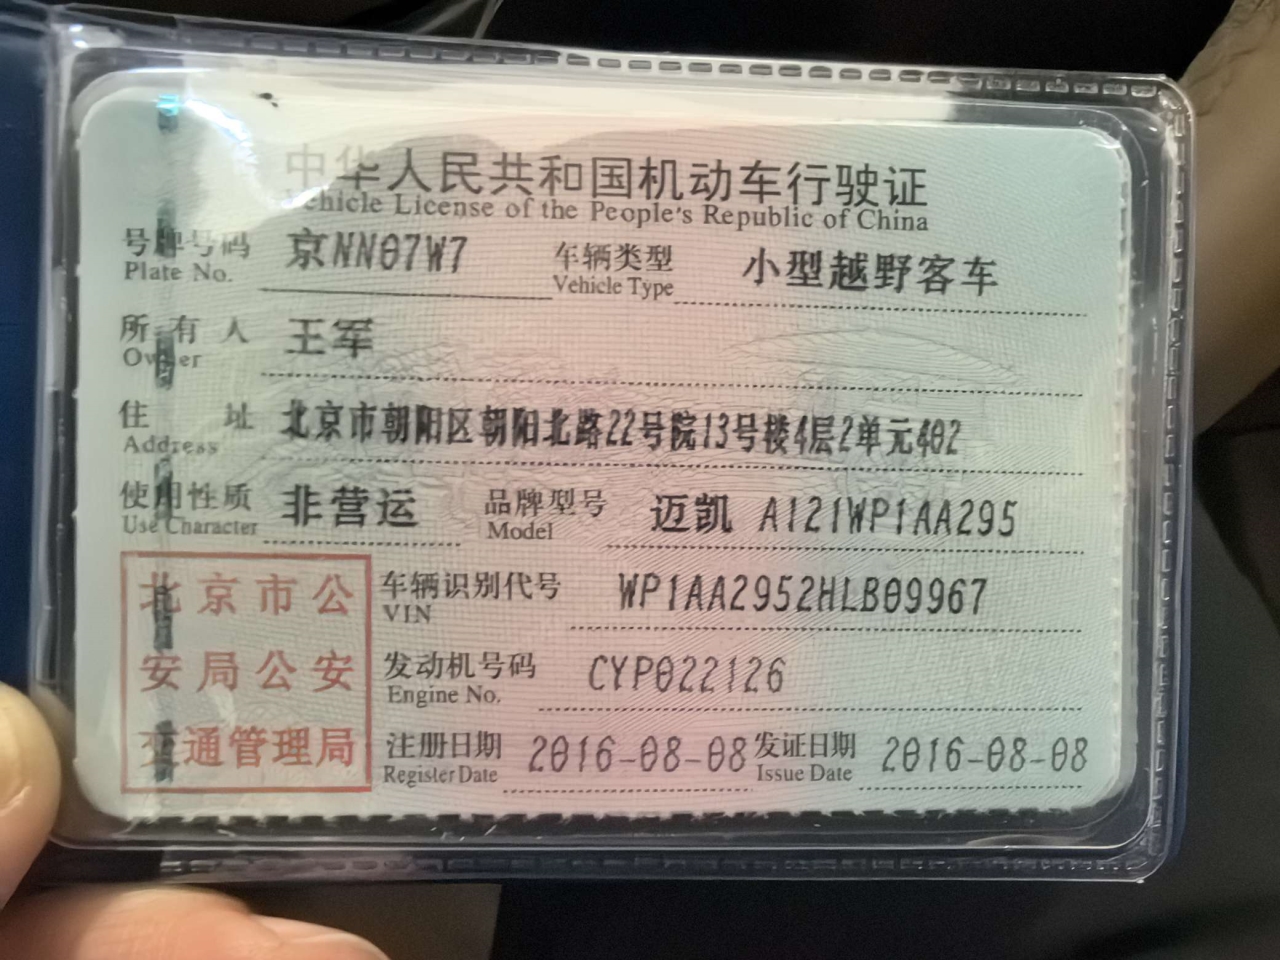 中华人民共和国机动车行驶证
Vehicle License of the People's Republic of China
号牌号码 京NN07W7 车辆类型 小型越野客车
Plate No. Vehicle Type
所有人 王军
Owner
住址 北京市朝阳区朝阳北路22号院13号楼4层2单元402
Address
使用性质 非营运 品牌型号 迈凯 A121WP1AA295
Use Character Model
北京市公 车辆识别代号 WP1AA2952HLB09967
VIN
安局公安 发动机号码 CYP022126
Engine No.
交通管理局 注册日期 2016-08-08 发证日期 2016-08-08
Register Date Issue Date